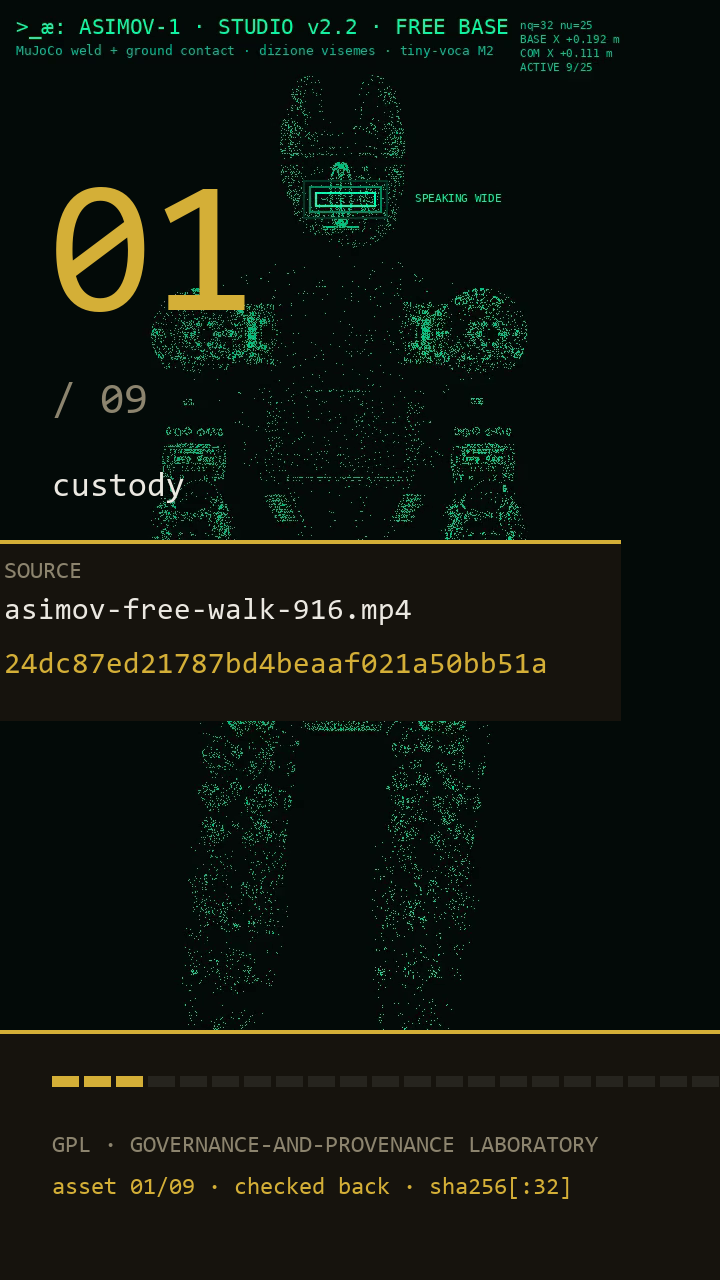 >_æ: ASIMOV-1 · STUDIO v2.2 · FREE BASE
MuJoCo weld + ground contact · dizione visemes · tiny-voca M2
nq=32 nu=25
BASE X +0.192 m
COM X +0.111 m
ACTIVE 9/25
SPEAKING WIDE
01
/ 09
custody
SOURCE
asimov-free-walk-916.mp4
24dc87ed21787bd4beaaf021a50bb51a
GPL · GOVERNANCE-AND-PROVENANCE LABORATORY
asset 01/09 · checked back · sha256[:32]